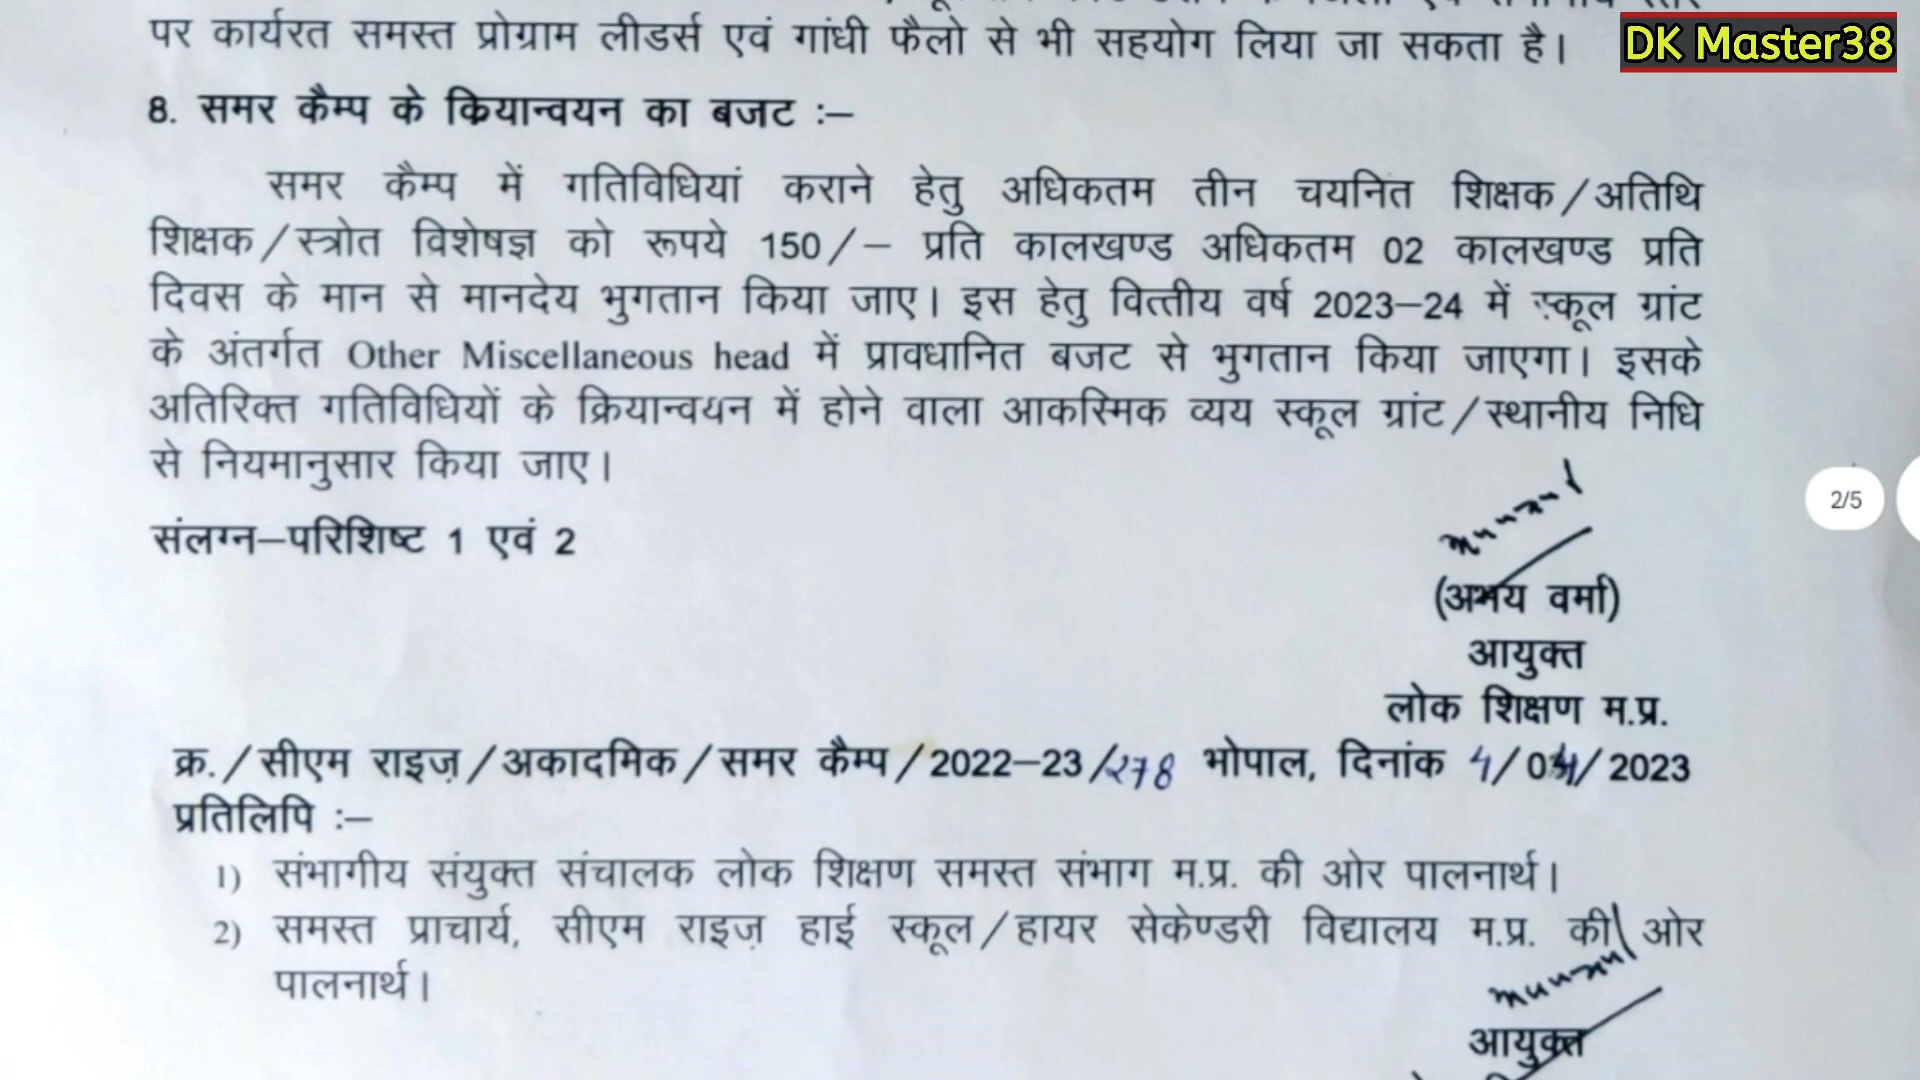 पर कार्यरत समस्त प्रोग्राम लीडर्स एवं गांधी फैलो से भी सहयोग लिया जा सकता है।
DK Master38
8. समर कैम्प के क्रियान्वयन का बजट :–
समर कैम्प में गतिविधियां कराने हेतु अधिकतम तीन चयनित शिक्षक/अतिथि
शिक्षक/स्त्रोत विशेषज्ञ को रूपये 150/– प्रति कालखण्ड अधिकतम 02 कालखण्ड प्रति
दिवस के मान से मानदेय भुगतान किया जाए। इस हेतु वित्तीय वर्ष 2023–24 में स्कूल ग्रांट
के अंतर्गत Other Miscellaneous head में प्रावधानित बजट से भुगतान किया जाएगा। इसके
अतिरिक्त गतिविधियों के क्रियान्वयन में होने वाला आकस्मिक व्यय स्कूल ग्रांट/स्थानीय निधि
से नियमानुसार किया जाए।
2/5
संलग्न–परिशिष्ट 1 एवं 2
(अभय वर्मा)
आयुक्त
लोक शिक्षण म.प्र.
क्र./सीएम राइज़/अकादमिक/समर कैम्प/2022–23/278 भोपाल, दिनांक 4/04/2023
प्रतिलिपि :–
1) संभागीय संयुक्त संचालक लोक शिक्षण समस्त संभाग म.प्र. की ओर पालनार्थ।
2) समस्त प्राचार्य, सीएम राइज़ हाई स्कूल/हायर सेकेण्डरी विद्यालय म.प्र. की ओर
पालनार्थ।
आयुक्त